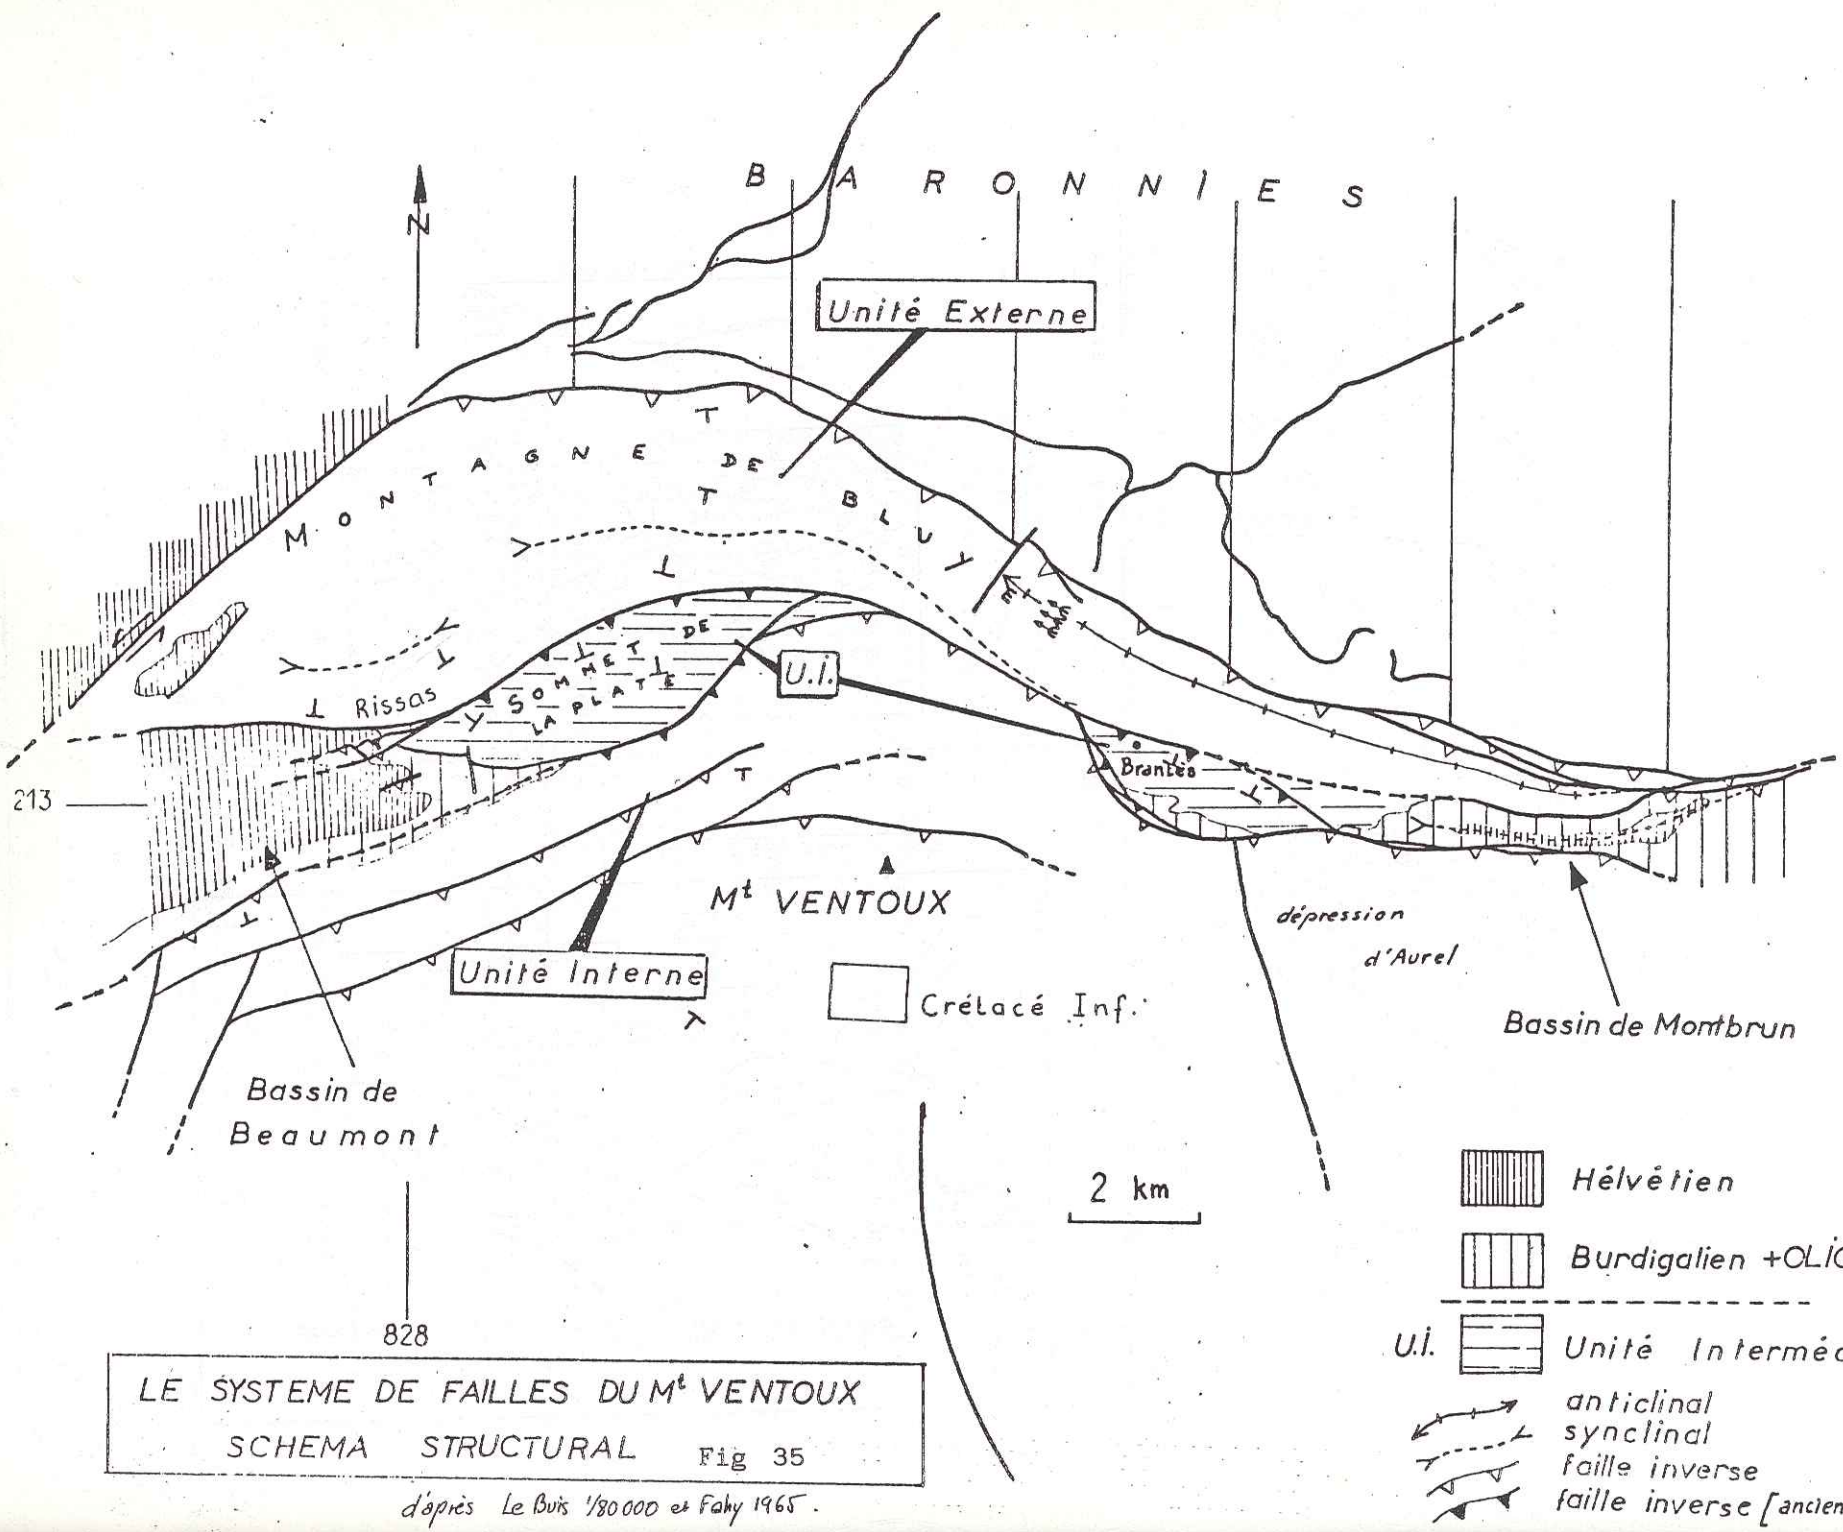 N
BARONNIES
Unité Externe
MONTAGNE DE BLUY
SOMMET DE
LA PLATE
U.i.
Rissas
Brantes
213
Mt VENTOUX
dépression
d'Aurel
Unité Interne
Crétacé Inf.
Bassin de Montbrun
Bassin de
Beaumont
2 km
Hélvétien
Burdigalien +OLIG
828
U.i. Unité Interméd
anticlinal
synclinal
faille inverse
faille inverse [ancien
LE SYSTEME DE FAILLES DU Mt VENTOUX
SCHEMA STRUCTURAL Fig 35
d'après Le Buis 1/80000 et Fahy 1965.